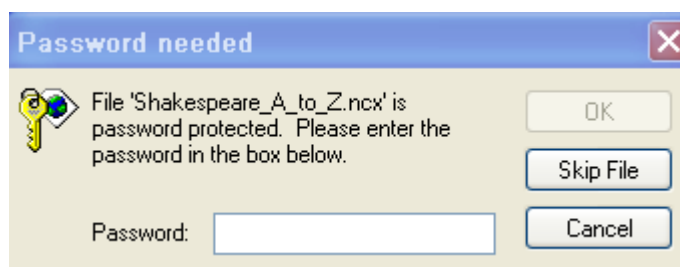 Password needed
File 'Shakespeare_A_to_Z.ncx' is
password protected. Please enter the
password in the box below.
OK
Skip File
Cancel
Password: